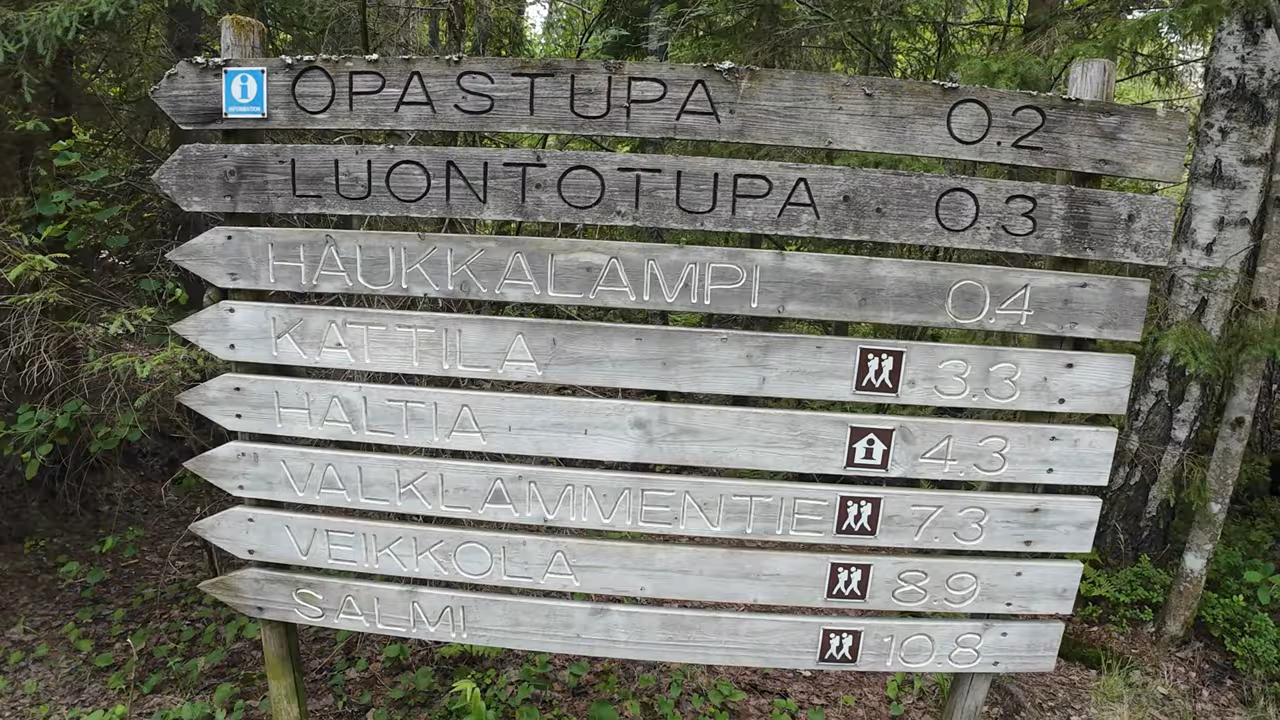 i OPASTUPA 0.2
INFORMATION
LUONTOTUPA 0.3
HAUKKALAMPI 0.4
KATTILA 3.3
HALTIA i 4.3
VALKLAMMENTIE 7.3
VEIKKOLA 8.9
SALMI 10.8